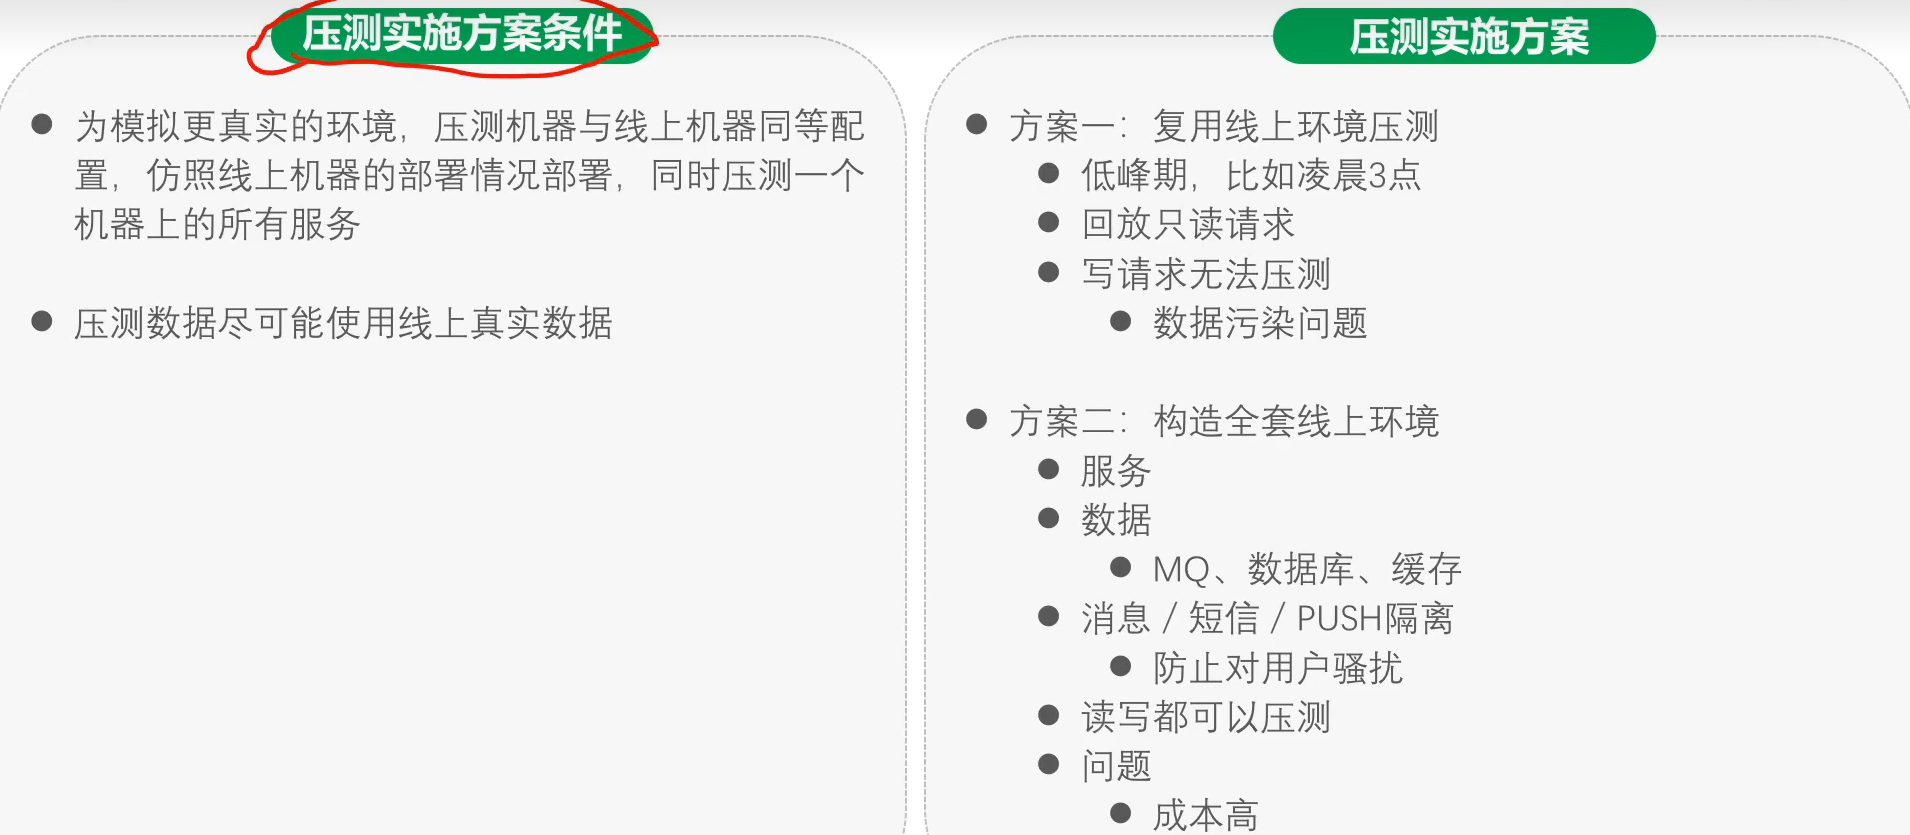 压测实施方案条件
为模拟更真实的环境，压测机器与线上机器同等配
置，仿照线上机器的部署情况部署，同时压测一个
机器上的所有服务
压测数据尽可能使用线上真实数据
压测实施方案
方案一：复用线上环境压测
低峰期，比如凌晨3点
回放只读请求
写请求无法压测
数据污染问题
方案二：构造全套线上环境
服务
数据
MQ、数据库、缓存
消息 / 短信 / PUSH隔离
防止对用户骚扰
读写都可以压测
问题
成本高